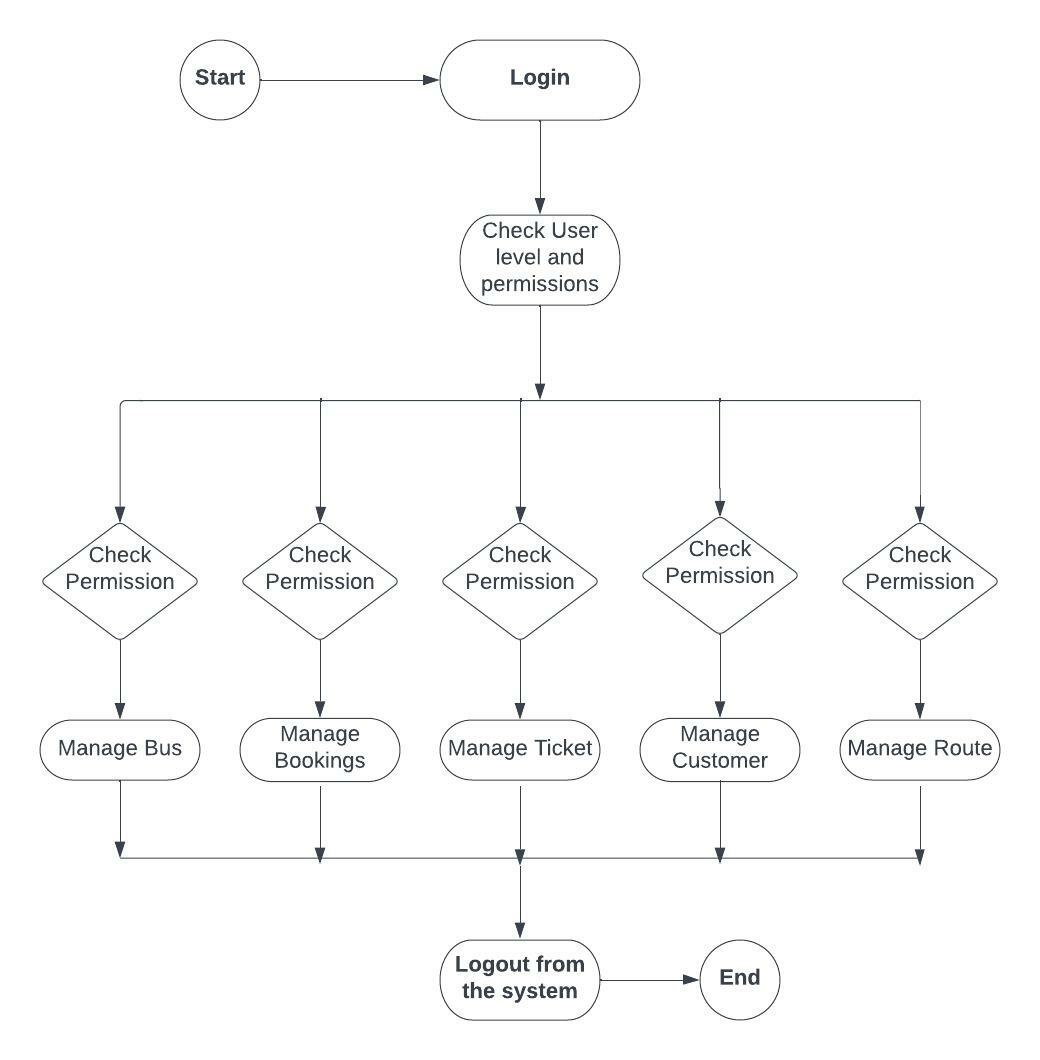 Start
Login
Check User
level and
permissions
Check
Permission
Check
Permission
Check
Permission
Check
Permission
Check
Permission
Manage Bus
Manage
Bookings
Manage Ticket
Manage
Customer
Manage Route
Logout from
the system
End